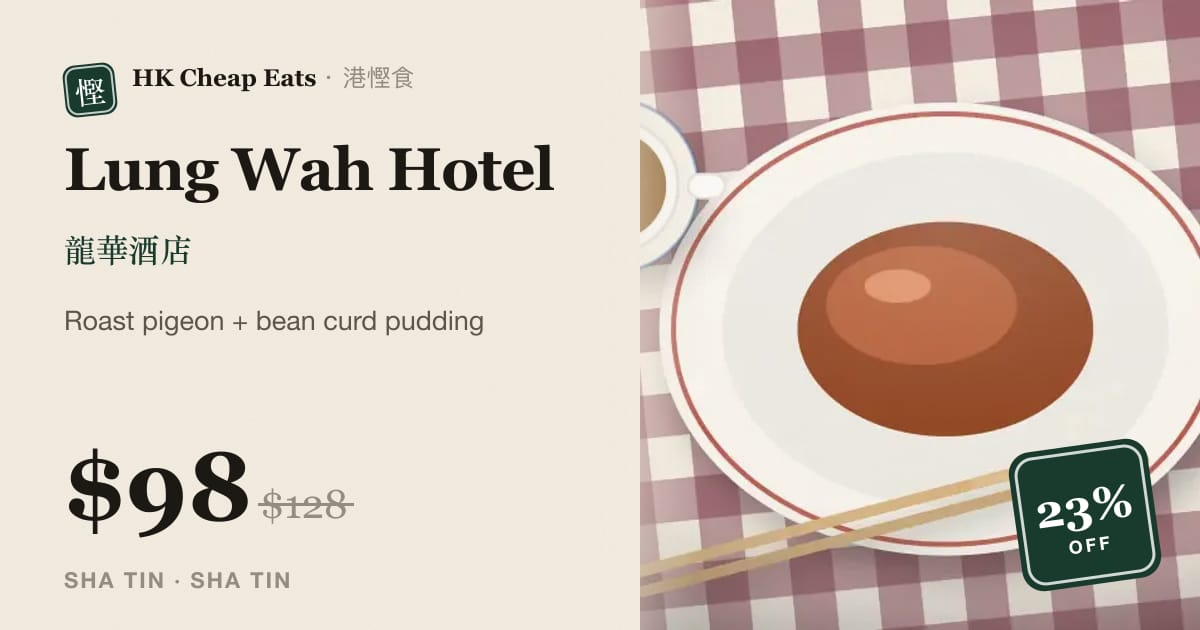 慳 HK Cheap Eats · 港慳食
Lung Wah Hotel
龍華酒店
Roast pigeon + bean curd pudding
$98 $128
SHA TIN · SHA TIN
23%
OFF